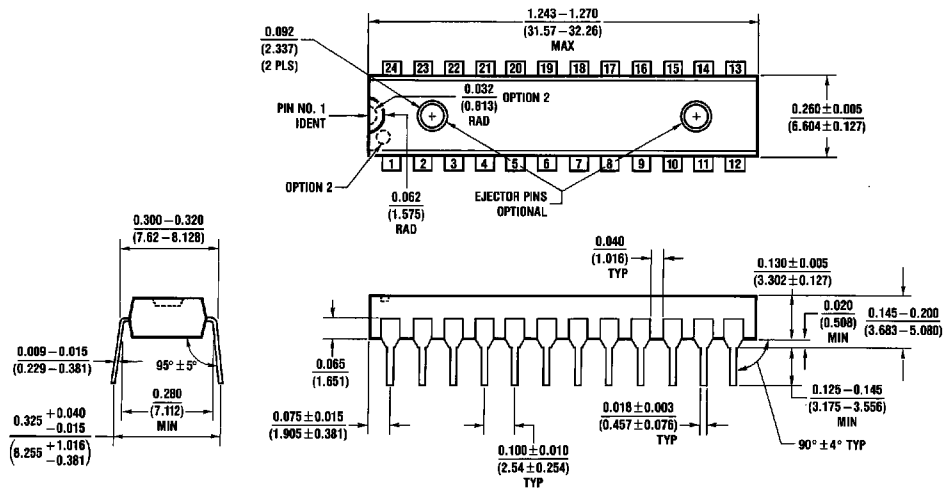 1.243–1.270
(31.57–32.26)
MAX
0.092
(2.337)
(2 PLS)
24 23 22 21 20 19 18 17 16 15 14 13
0.032
(0.813)
RAD
OPTION 2
PIN NO. 1
IDENT
0.260±0.005
(6.604±0.127)
1 2 3 4 5 6 7 8 9 10 11 12
OPTION 2
0.062
(1.575)
RAD
EJECTOR PINS
OPTIONAL
0.300–0.320
(7.62–8.128)
0.040
(1.016)
TYP
0.130±0.005
(3.302±0.127)
0.020
(0.508)
MIN
0.145–0.200
(3.683–5.080)
0.009–0.015
(0.229–0.381)
95°±5°
0.280
(7.112)
MIN
0.325 +0.040
−0.015
(8.255 +1.016
−0.381)
0.065
(1.651)
0.075±0.015
(1.905±0.381)
0.100±0.010
(2.54±0.254)
TYP
0.018±0.003
(0.457±0.076)
TYP
0.125–0.145
(3.175–3.556)
MIN
90°±4° TYP